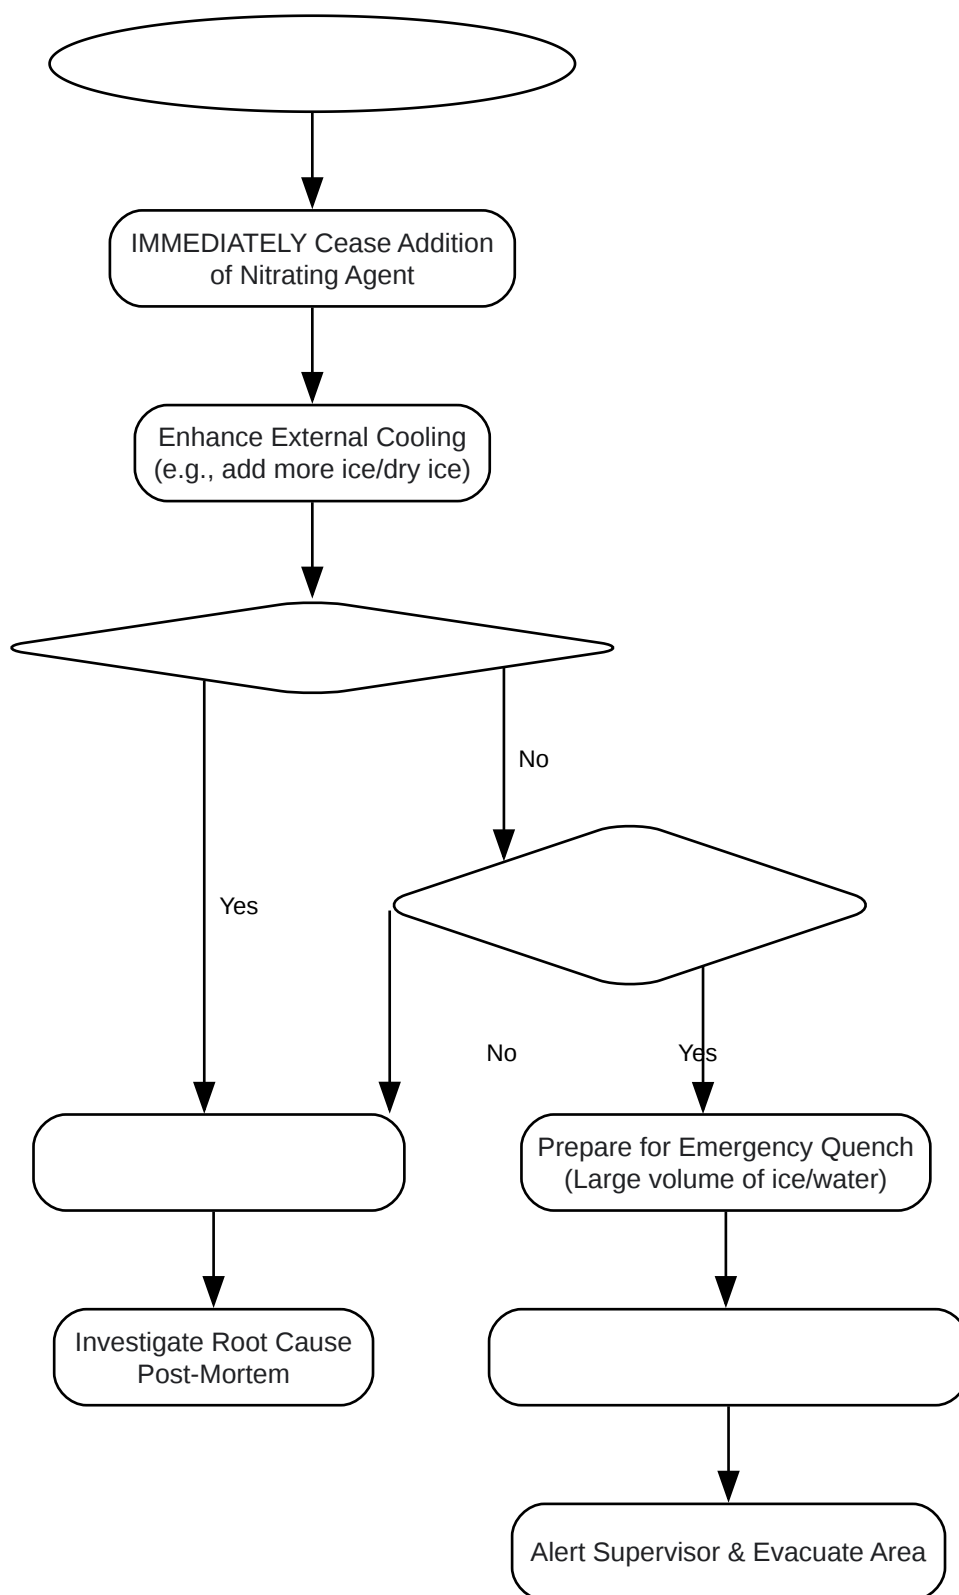 IMMEDIATELY Cease Addition
of Nitrating Agent
Enhance External Cooling
(e.g., add more ice/dry ice)
No
Yes
No
Yes
Prepare for Emergency Quench
(Large volume of ice/water)
Investigate Root Cause
Post-Mortem
Alert Supervisor & Evacuate Area